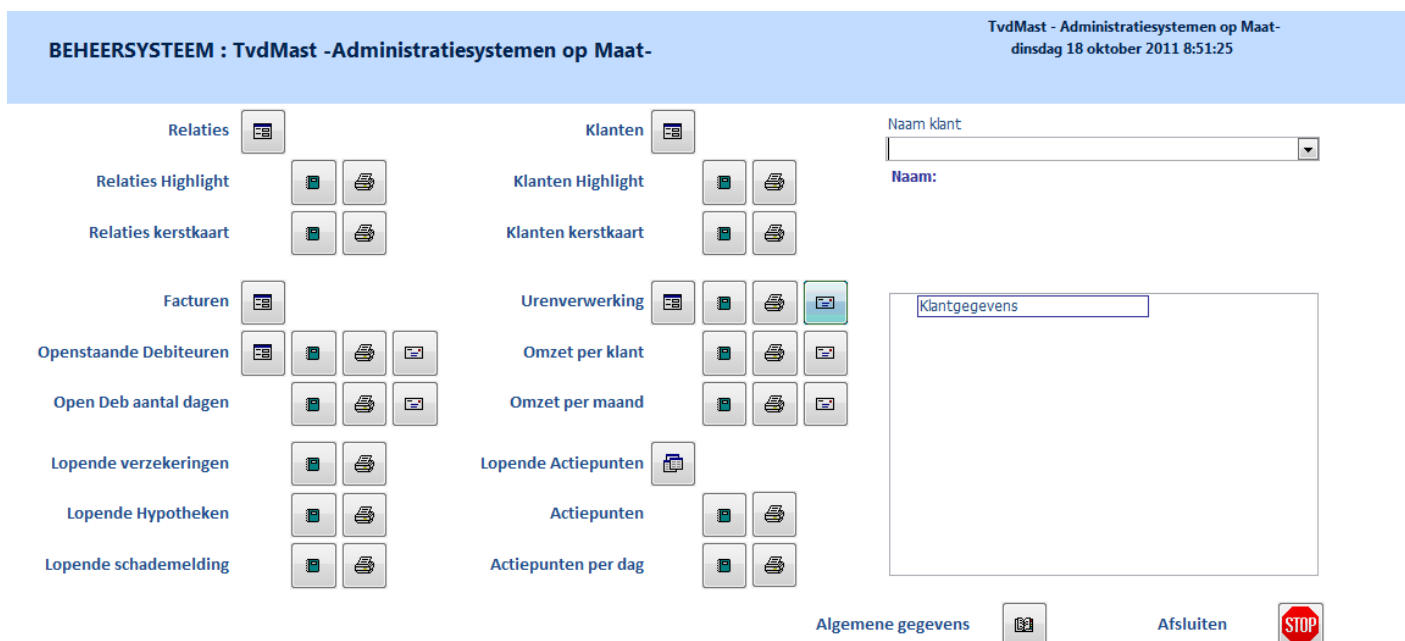 BEHEERSYSTEEM : TvdMast -Administratiesystemen op Maat-
TvdMast - Administratiesystemen op Maat-
dinsdag 18 oktober 2011 8:51:25
Relaties
Klanten
Naam klant
Relaties Highlight
Klanten Highlight
Naam:
Relaties kerstkaart
Klanten kerstkaart
Facturen
Urenverwerking
Klantgegevens
Openstaande Debiteuren
Omzet per klant
Open Deb aantal dagen
Omzet per maand
Lopende verzekeringen
Lopende Actiepunten
Lopende Hypotheken
Actiepunten
Lopende schademelding
Actiepunten per dag
Algemene gegevens
Afsluiten
STOP